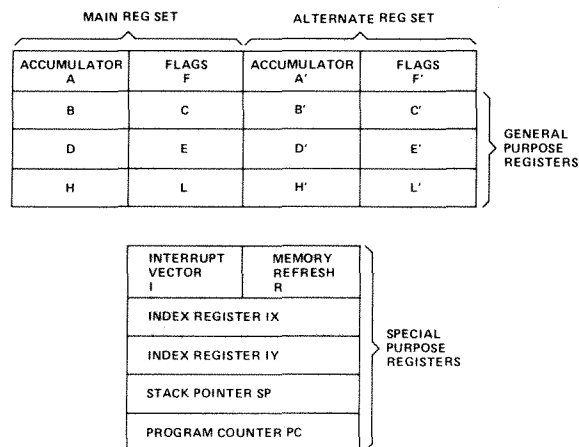 MAIN REG SET ALTERNATE REG SET
ACCUMULATOR FLAGS ACCUMULATOR FLAGS
A F A' F'
B C B' C'
D E D' E'
H L H' L'
GENERAL
PURPOSE
REGISTERS
INTERRUPT MEMORY
VECTOR REFRESH
I R
INDEX REGISTER IX
INDEX REGISTER IY
STACK POINTER SP
PROGRAM COUNTER PC
SPECIAL
PURPOSE
REGISTERS